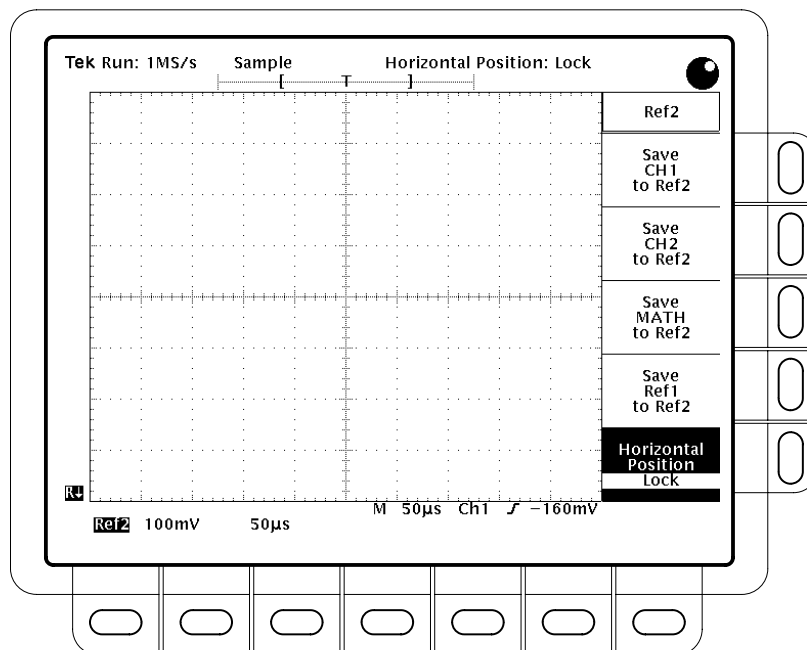 Tek Run: 1MS/s Sample Horizontal Position: Lock
[ T ]
Ref2
Save
CH1
to Ref2
Save
CH2
to Ref2
Save
MATH
to Ref2
Save
Ref1
to Ref2
Horizontal
Position
Lock
R↓
M 50µs Ch1 ƒ −160mV
Ref2 100mV 50µs